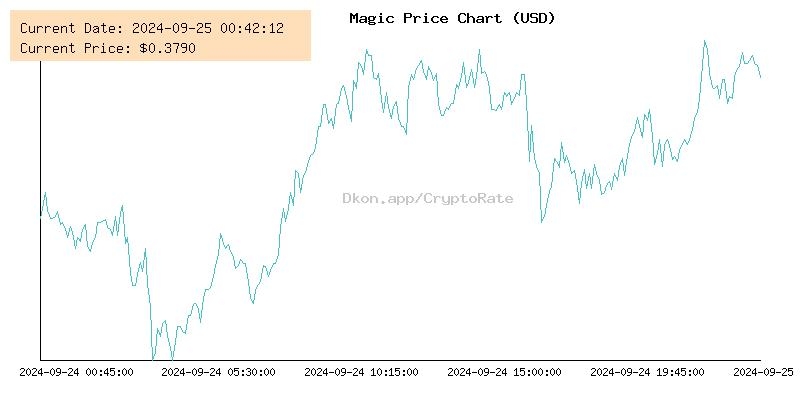 Magic Price Chart (USD)
Current Date: 2024-09-25 00:42:12
Current Price: $0.3790
Dkon.app/CryptoRate
2024-09-24 00:45:00 2024-09-24 05:30:00 2024-09-24 10:15:00 2024-09-24 15:00:00 2024-09-24 19:45:00 2024-09-25